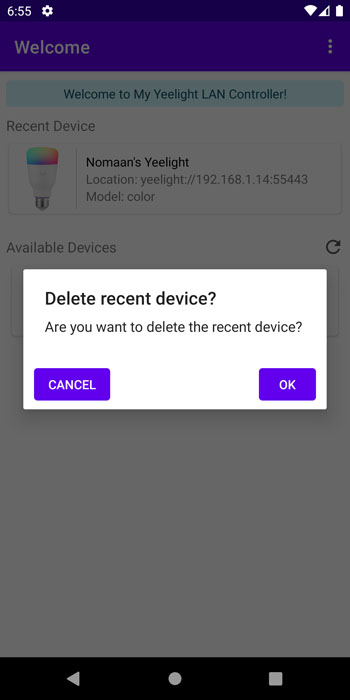 6:55
Welcome
Welcome to My Yeelight LAN Controller!
Recent Device
Nomaan's Yeelight
Location: yeelight://192.168.1.14:55443
Model: color
Available Devices
Delete recent device?
Are you want to delete the recent device?
CANCEL OK